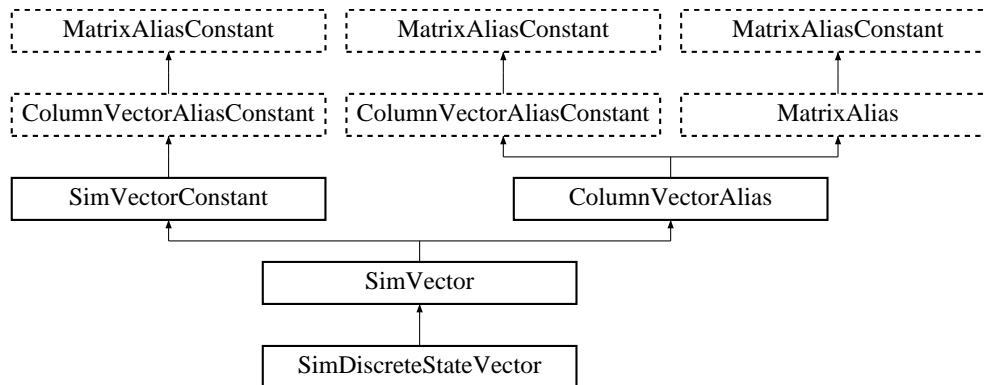 MatrixAliasConstant
MatrixAliasConstant
MatrixAliasConstant
ColumnVectorAliasConstant
ColumnVectorAliasConstant
MatrixAlias
SimVectorConstant
ColumnVectorAlias
SimVector
SimDiscreteStateVector